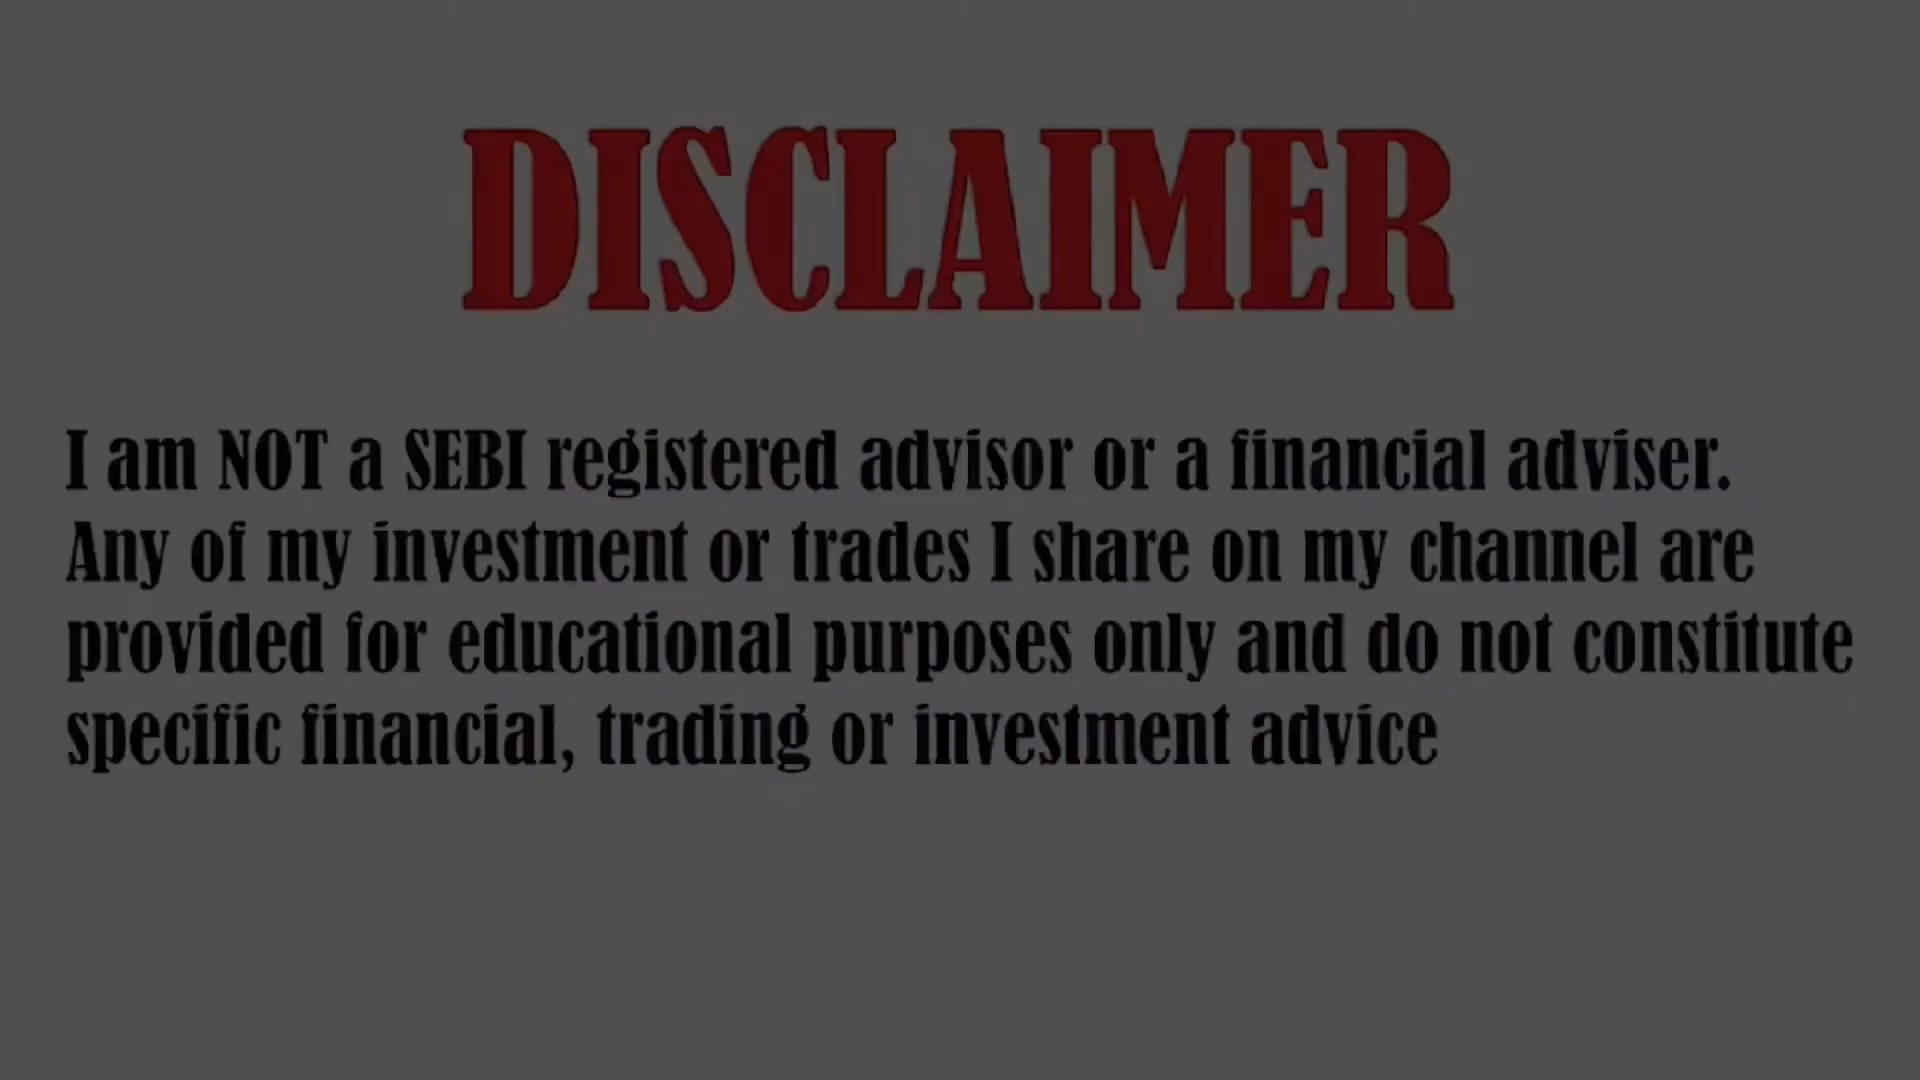 DISCLAIMER
I am NOT a SEBI registered advisor or a financial adviser.
Any of my investment or trades I share on my channel are
provided for educational purposes only and do not constitute
specific financial, trading or investment advice